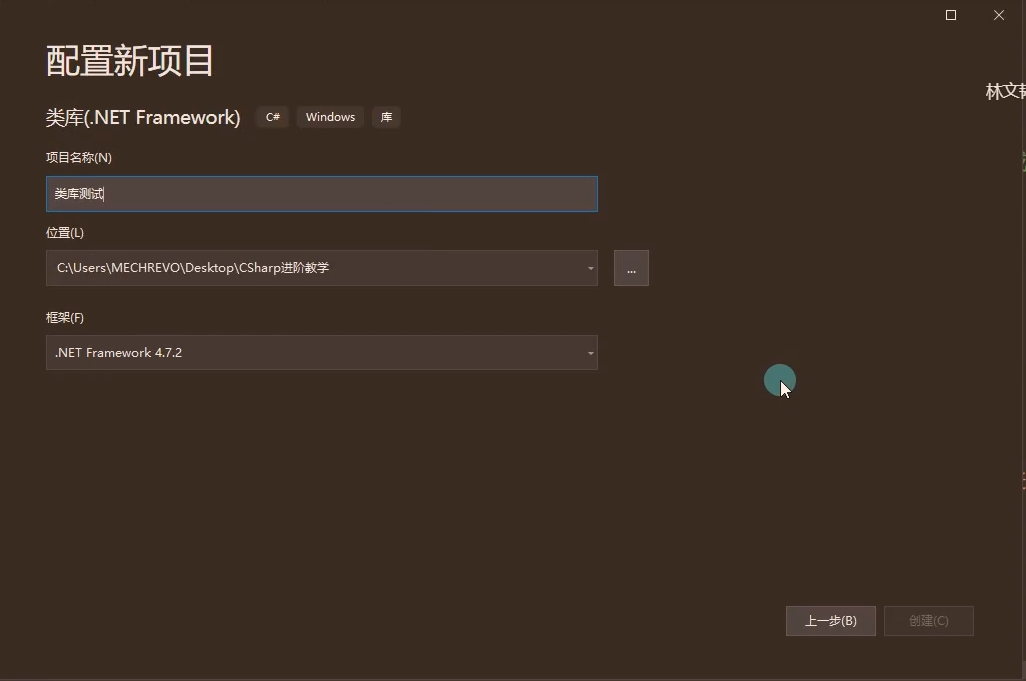 配置新项目
林文
类库(.NET Framework) C# Windows 库
项目名称(N)
类库测试
位置(L)
C:\Users\MECHREVO\Desktop\CSharp进阶教学
...
框架(F)
.NET Framework 4.7.2
上一步(B) 创建(C)